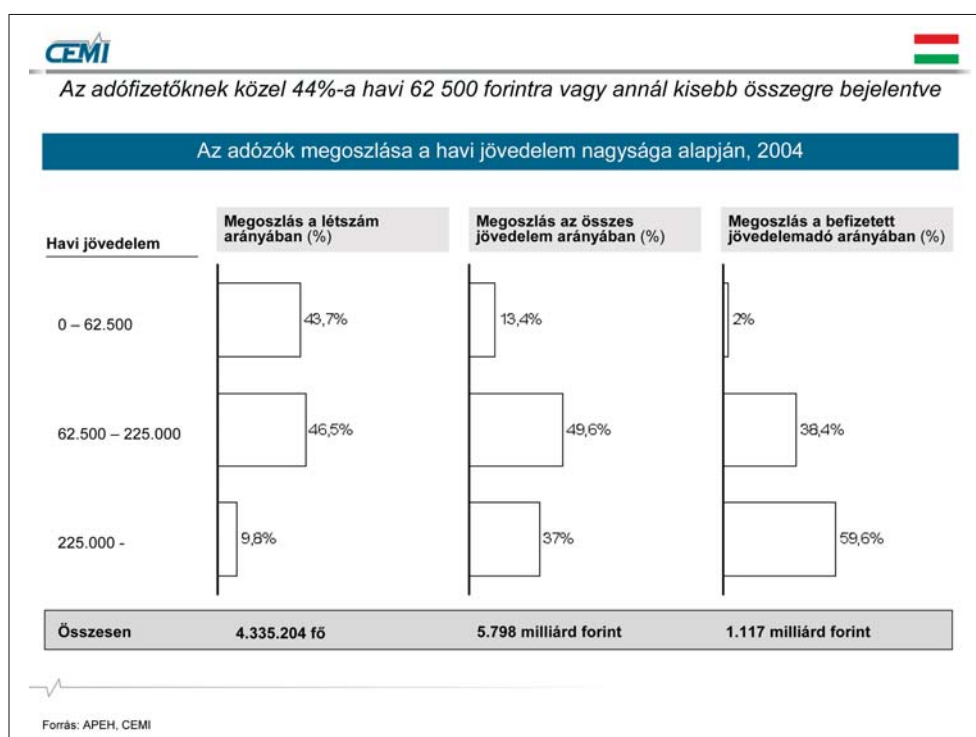 CEMI
Az adófizetőknek közel 44%-a havi 62 500 forintra vagy annál kisebb összegre bejelentve
Az adózók megoszlása a havi jövedelem nagysága alapján, 2004
Havi jövedelem
Megoszlás a létszám
arányában (%)
Megoszlás az összes
jövedelem arányában (%)
Megoszlás a befizetett
jövedelemadó arányában (%)
0 – 62.500
43,7%
13,4%
2%
62.500 – 225.000
46,5%
49,6%
38,4%
225.000 -
9,8%
37%
59,6%
Összesen
4.335.204 fő
5.798 milliárd forint
1.117 milliárd forint
Forrás: APEH, CEMI